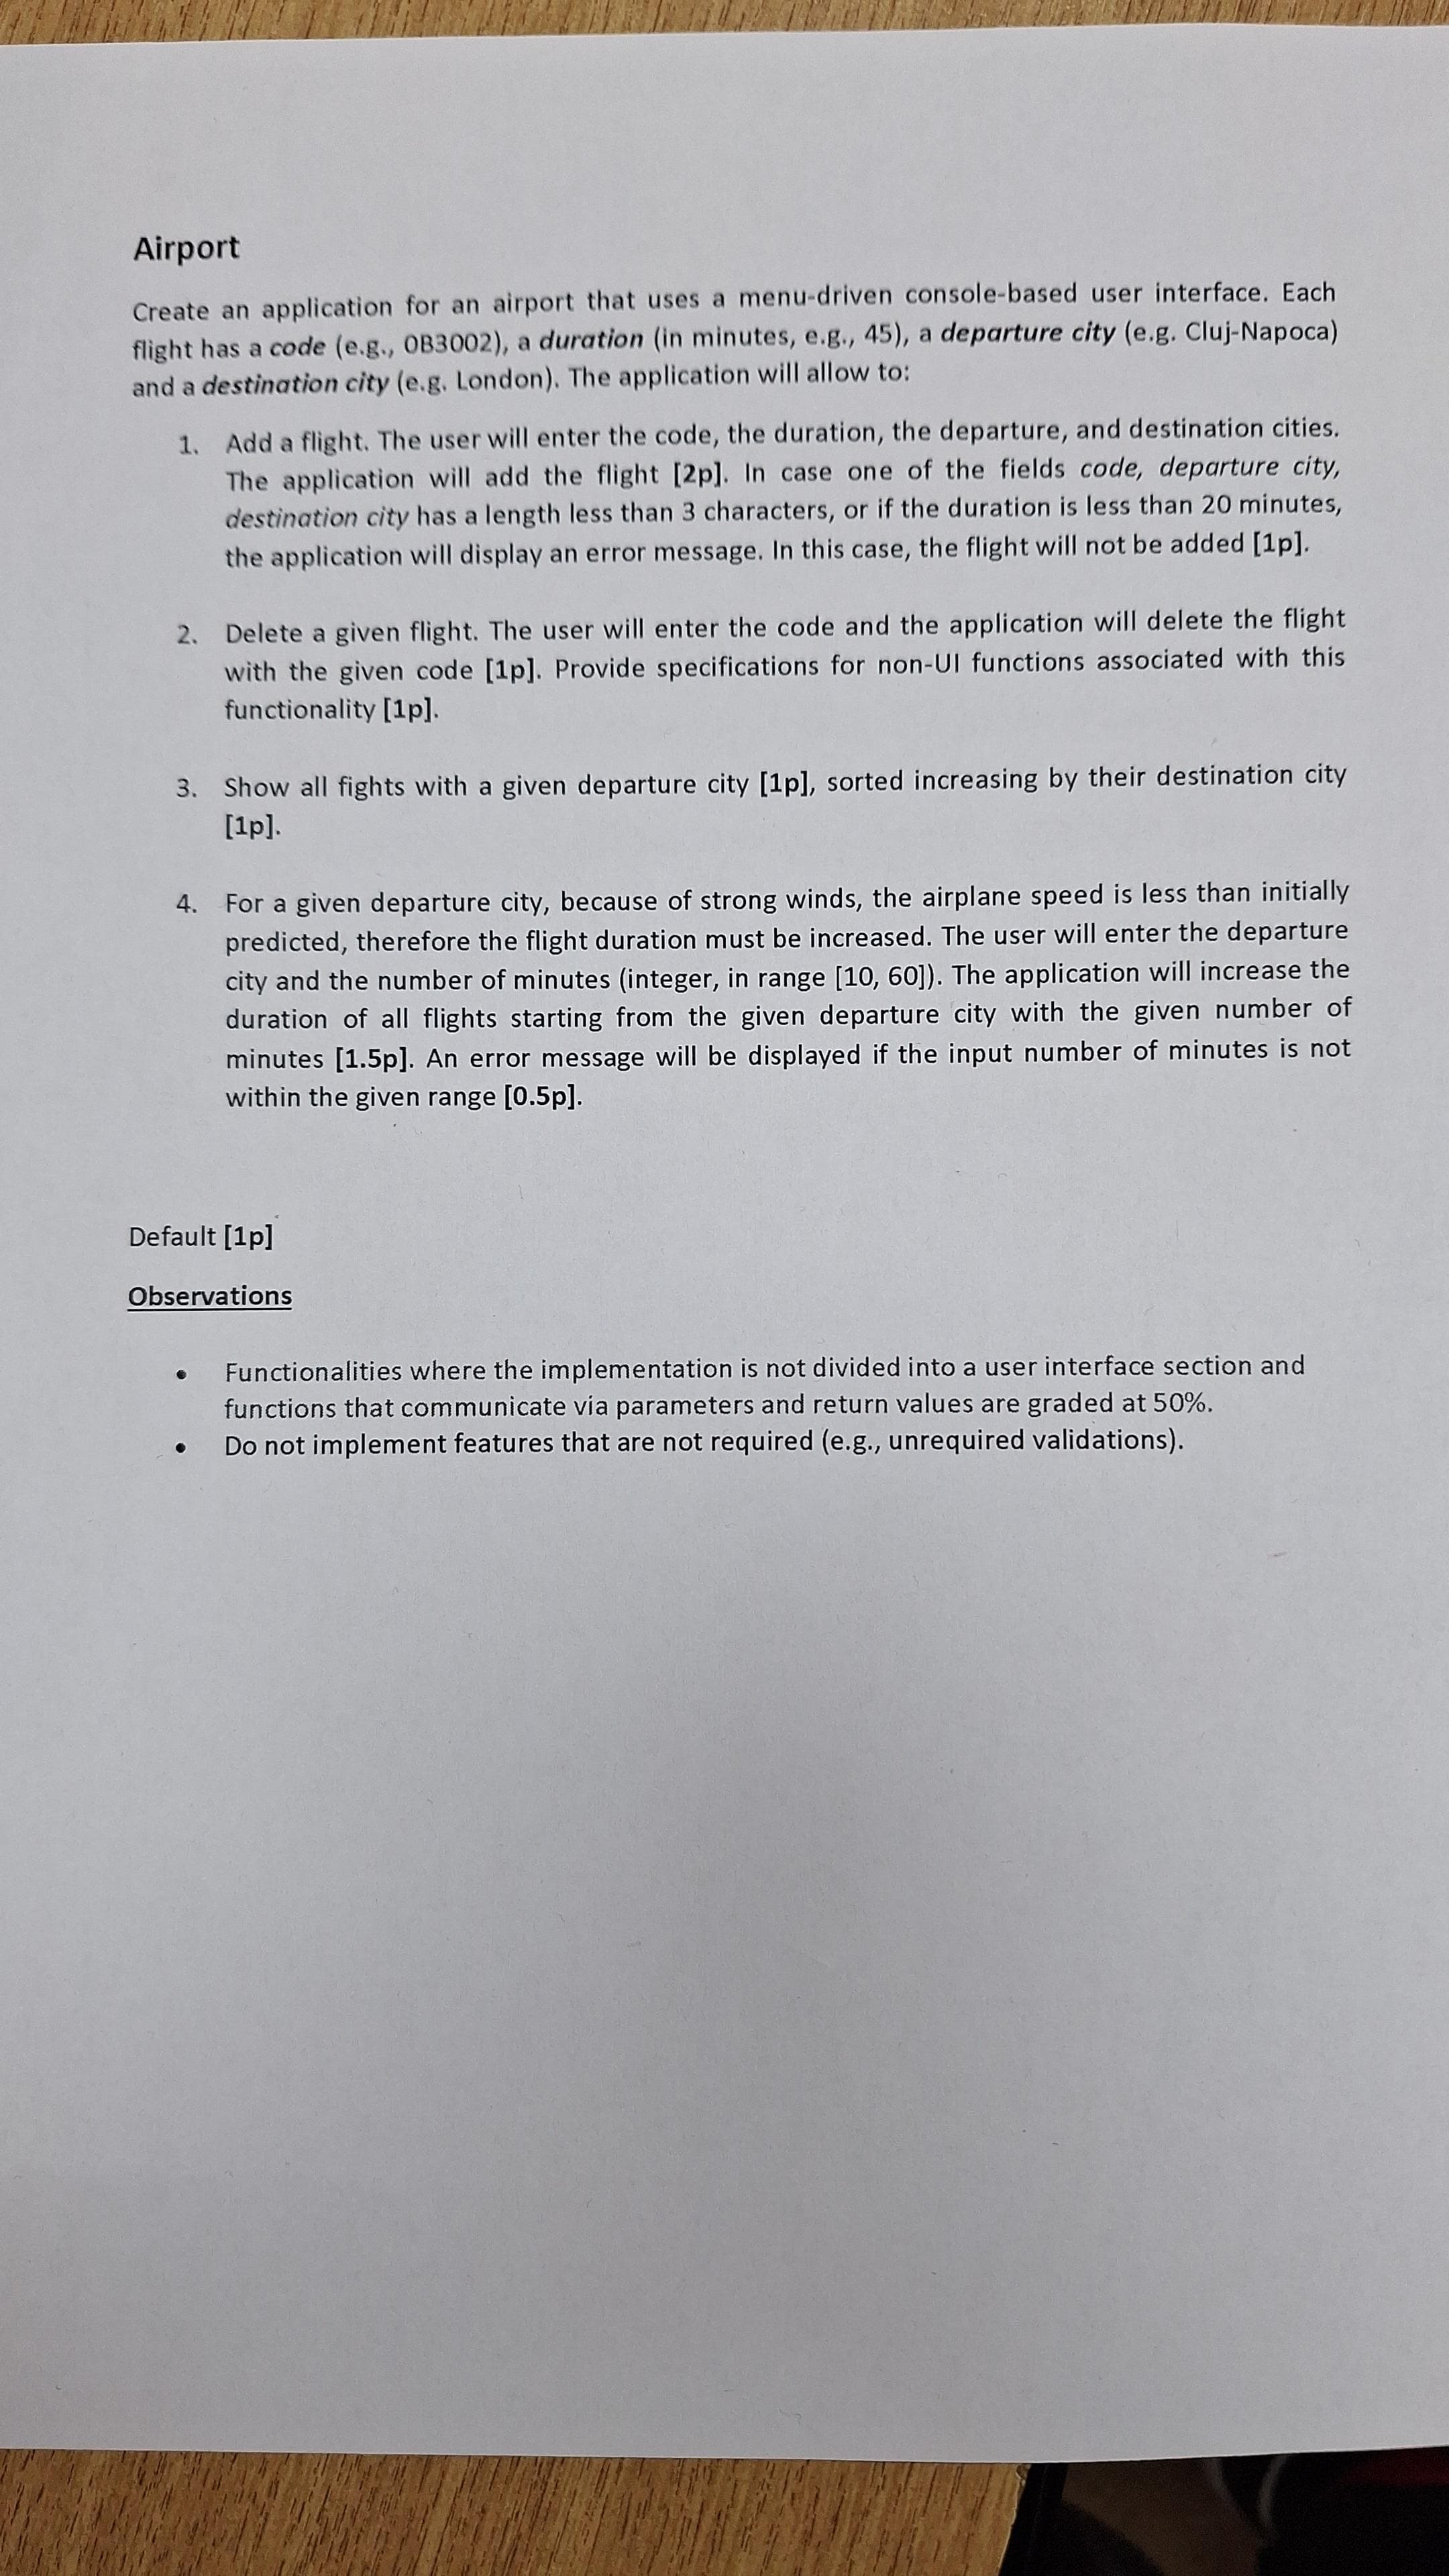 Airport
Create an application for an airport that uses a menu-driven console-based user interface. Each
flight has a code (e.g., 0B3002), a duration (in minutes, e.g., 45), a departure city (e.g. Cluj-Napoca)
and a destination city (e.g. London). The application will allow to:
1. Add a flight. The user will enter the code, the duration, the departure, and destination cities.
The application will add the flight [2p]. In case one of the fields code, departure city,
destination city has a length less than 3 characters, or if the duration is less than 20 minutes,
the application will display an error message. In this case, the flight will not be added [1p].
2. Delete a given flight. The user will enter the code and the application will delete the flight
with the given code [1p]. Provide specifications for non-UI functions associated with this
functionality [1p].
3. Show all fights with a given departure city [1p], sorted increasing by their destination city
[1p].
4. For a given departure city, because of strong winds, the airplane speed is less than initially
predicted, therefore the flight duration must be increased. The user will enter the departure
city and the number of minutes (integer, in range [10, 60]). The application will increase the
duration of all flights starting from the given departure city with the given number of
minutes [1.5p]. An error message will be displayed if the input number of minutes is not
within the given range [0.5p].
Default [1p]
Observations
• Functionalities where the implementation is not divided into a user interface section and
functions that communicate via parameters and return values are graded at 50%.
• Do not implement features that are not required (e.g., unrequired validations).